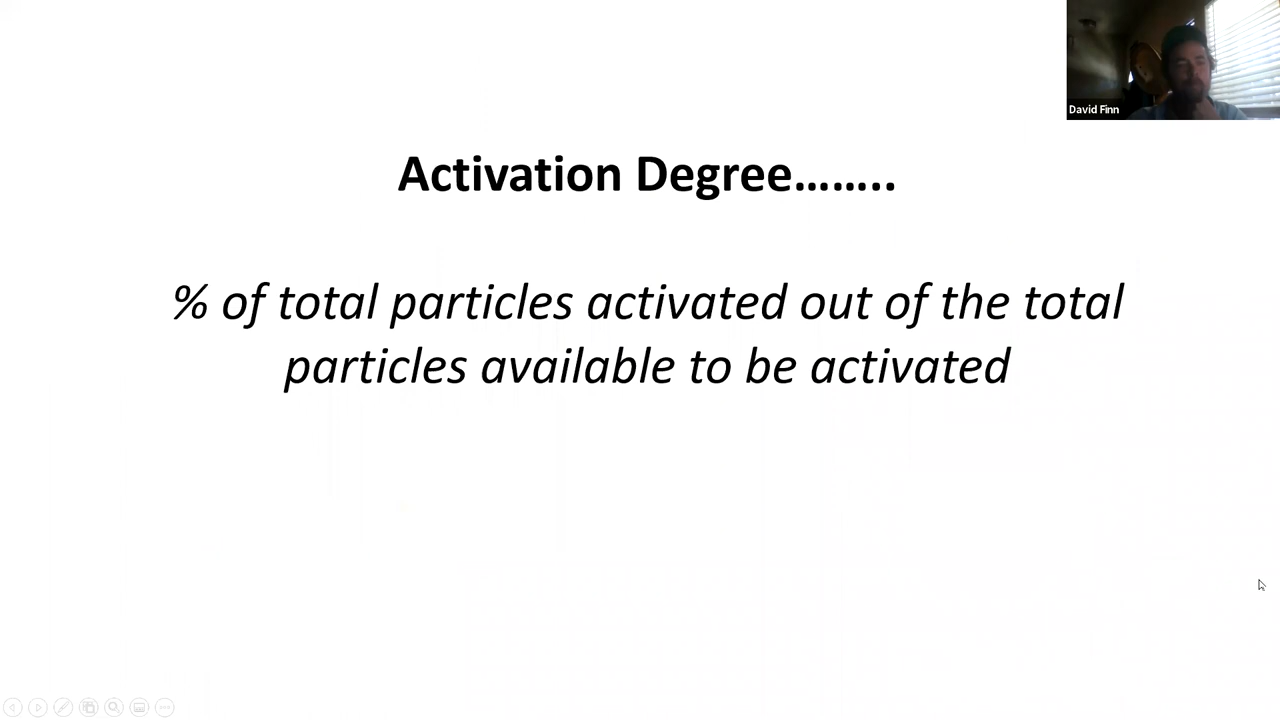 David Finn
Activation Degree……..
% of total particles activated out of the total
particles available to be activated